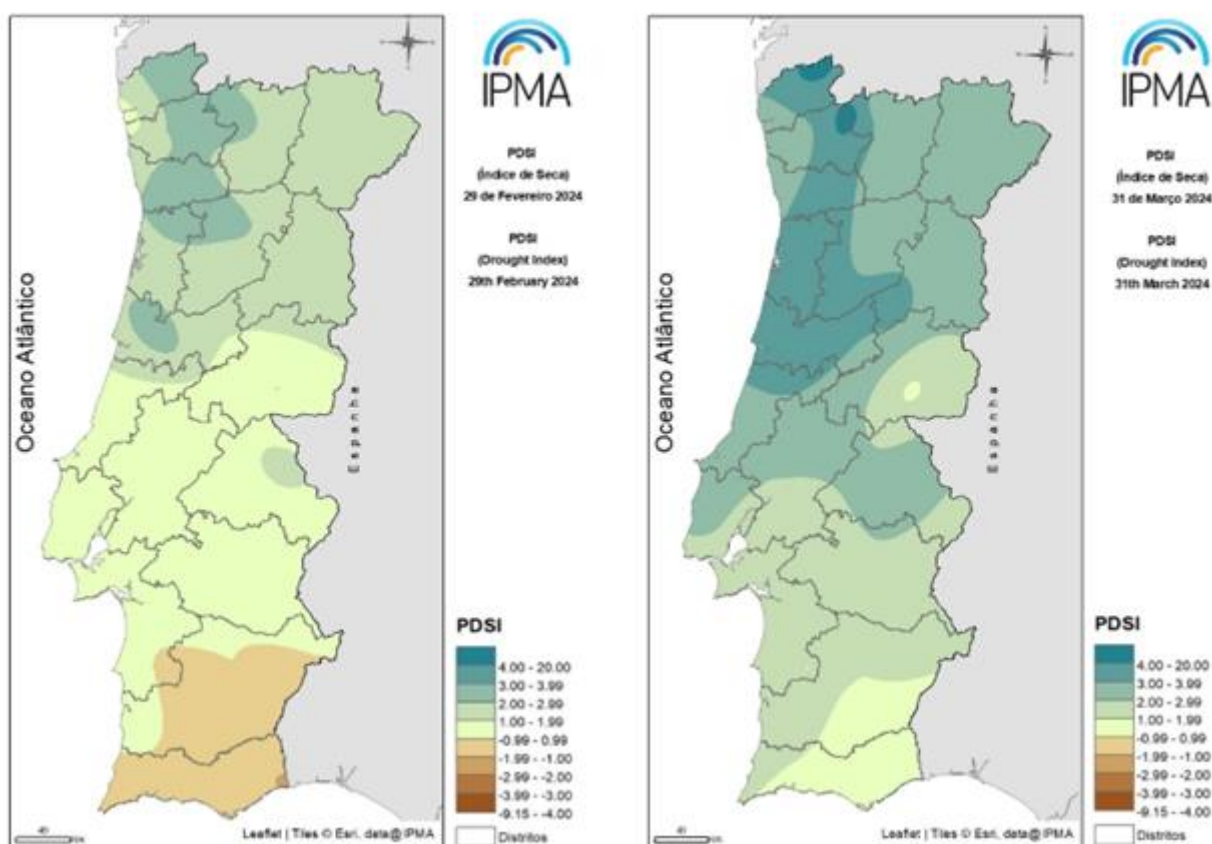 IPMA
PDSI
(Índice de Seca)
29 de Fevereiro 2024
PDSI
(Drought Index)
29th February 2024
Oceano Atlântico
Espanha
PDSI
4.00 - 20.00
3.00 - 3.99
2.00 - 2.99
1.00 - 1.99
-0.99 - 0.99
-1.99 - -1.00
-2.99 - -2.00
-3.99 - -3.00
-9.15 - -4.00
Distritos
Leaflet | Tiles © Esri, data@IPMA
40
IPMA
PDSI
(Índice de Seca)
31 de Março 2024
PDSI
(Drought Index)
31th March 2024
Oceano Atlântico
Espanha
PDSI
4.00 - 20.00
3.00 - 3.99
2.00 - 2.99
1.00 - 1.99
-0.99 - 0.99
-1.99 - -1.00
-2.99 - -2.00
-3.99 - -3.00
-9.15 - -4.00
Distritos
Leaflet | Tiles © Esri, data@IPMA
40